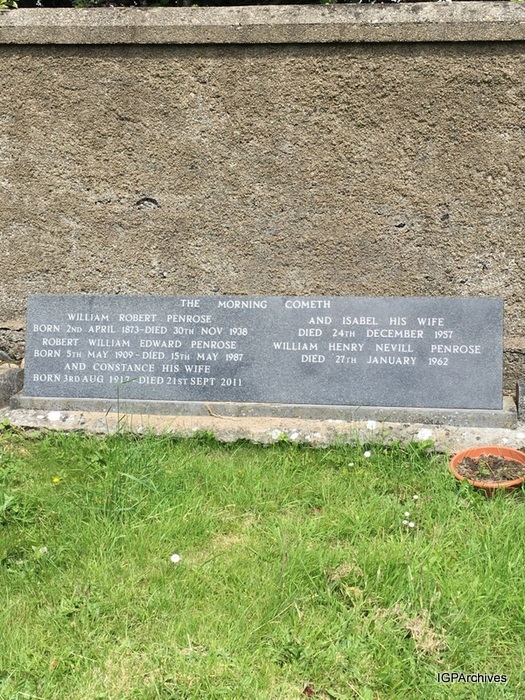 THE MORNING COMETH
WILLIAM ROBERT PENROSE
BORN 2ND APRIL 1873-DIED 30TH NOV 1938
ROBERT WILLIAM EDWARD PENROSE
BORN 5TH MAY 1909 - DIED 15TH MAY 1987
AND CONSTANCE HIS WIFE
BORN 3RD AUG DIED 21ST SEPT 2011
AND ISABEL HIS WIFE
DIED 24TH DECEMBER 1957
WILLIAM HENRY NEVILL PENROSE
DIED 27TH JANUARY 1962
IGPArchives